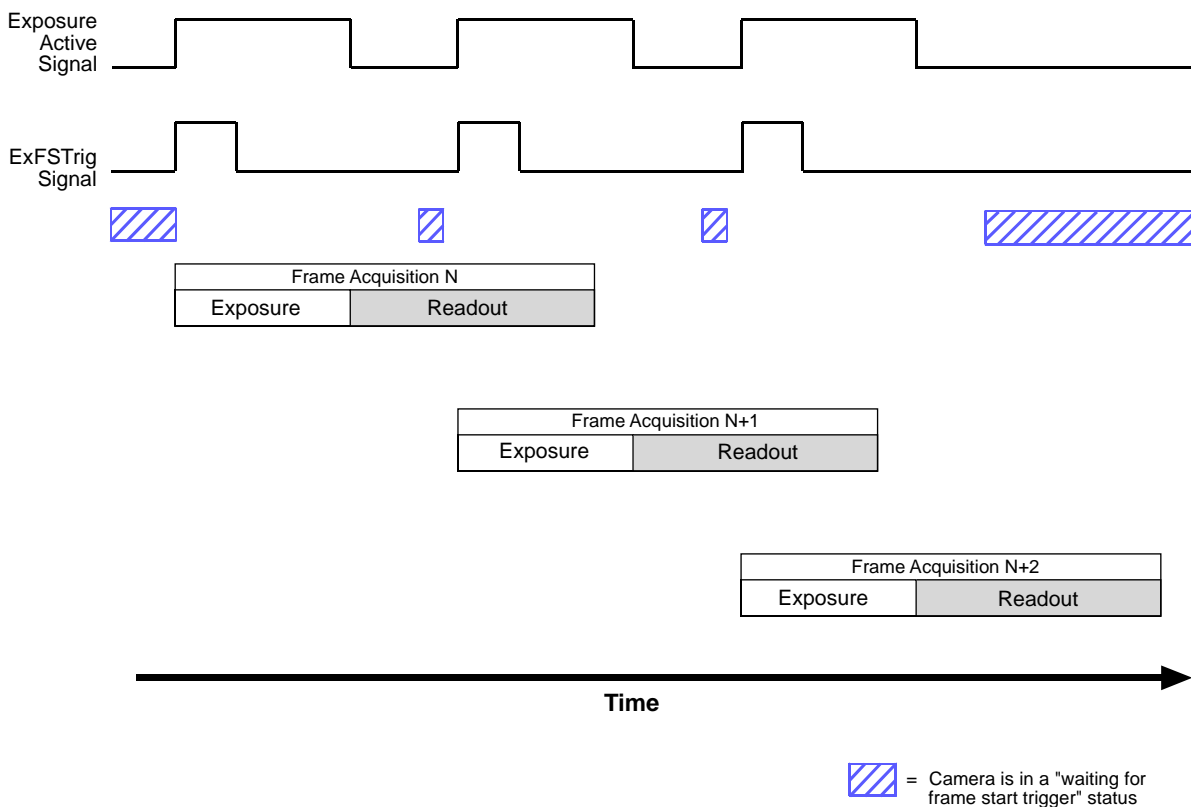 Exposure
Active
Signal
ExFSTrig
Signal
Frame Acquisition N
Exposure Readout
Frame Acquisition N+1
Exposure Readout
Frame Acquisition N+2
Exposure Readout
Time
= Camera is in a "waiting for
frame start trigger" status